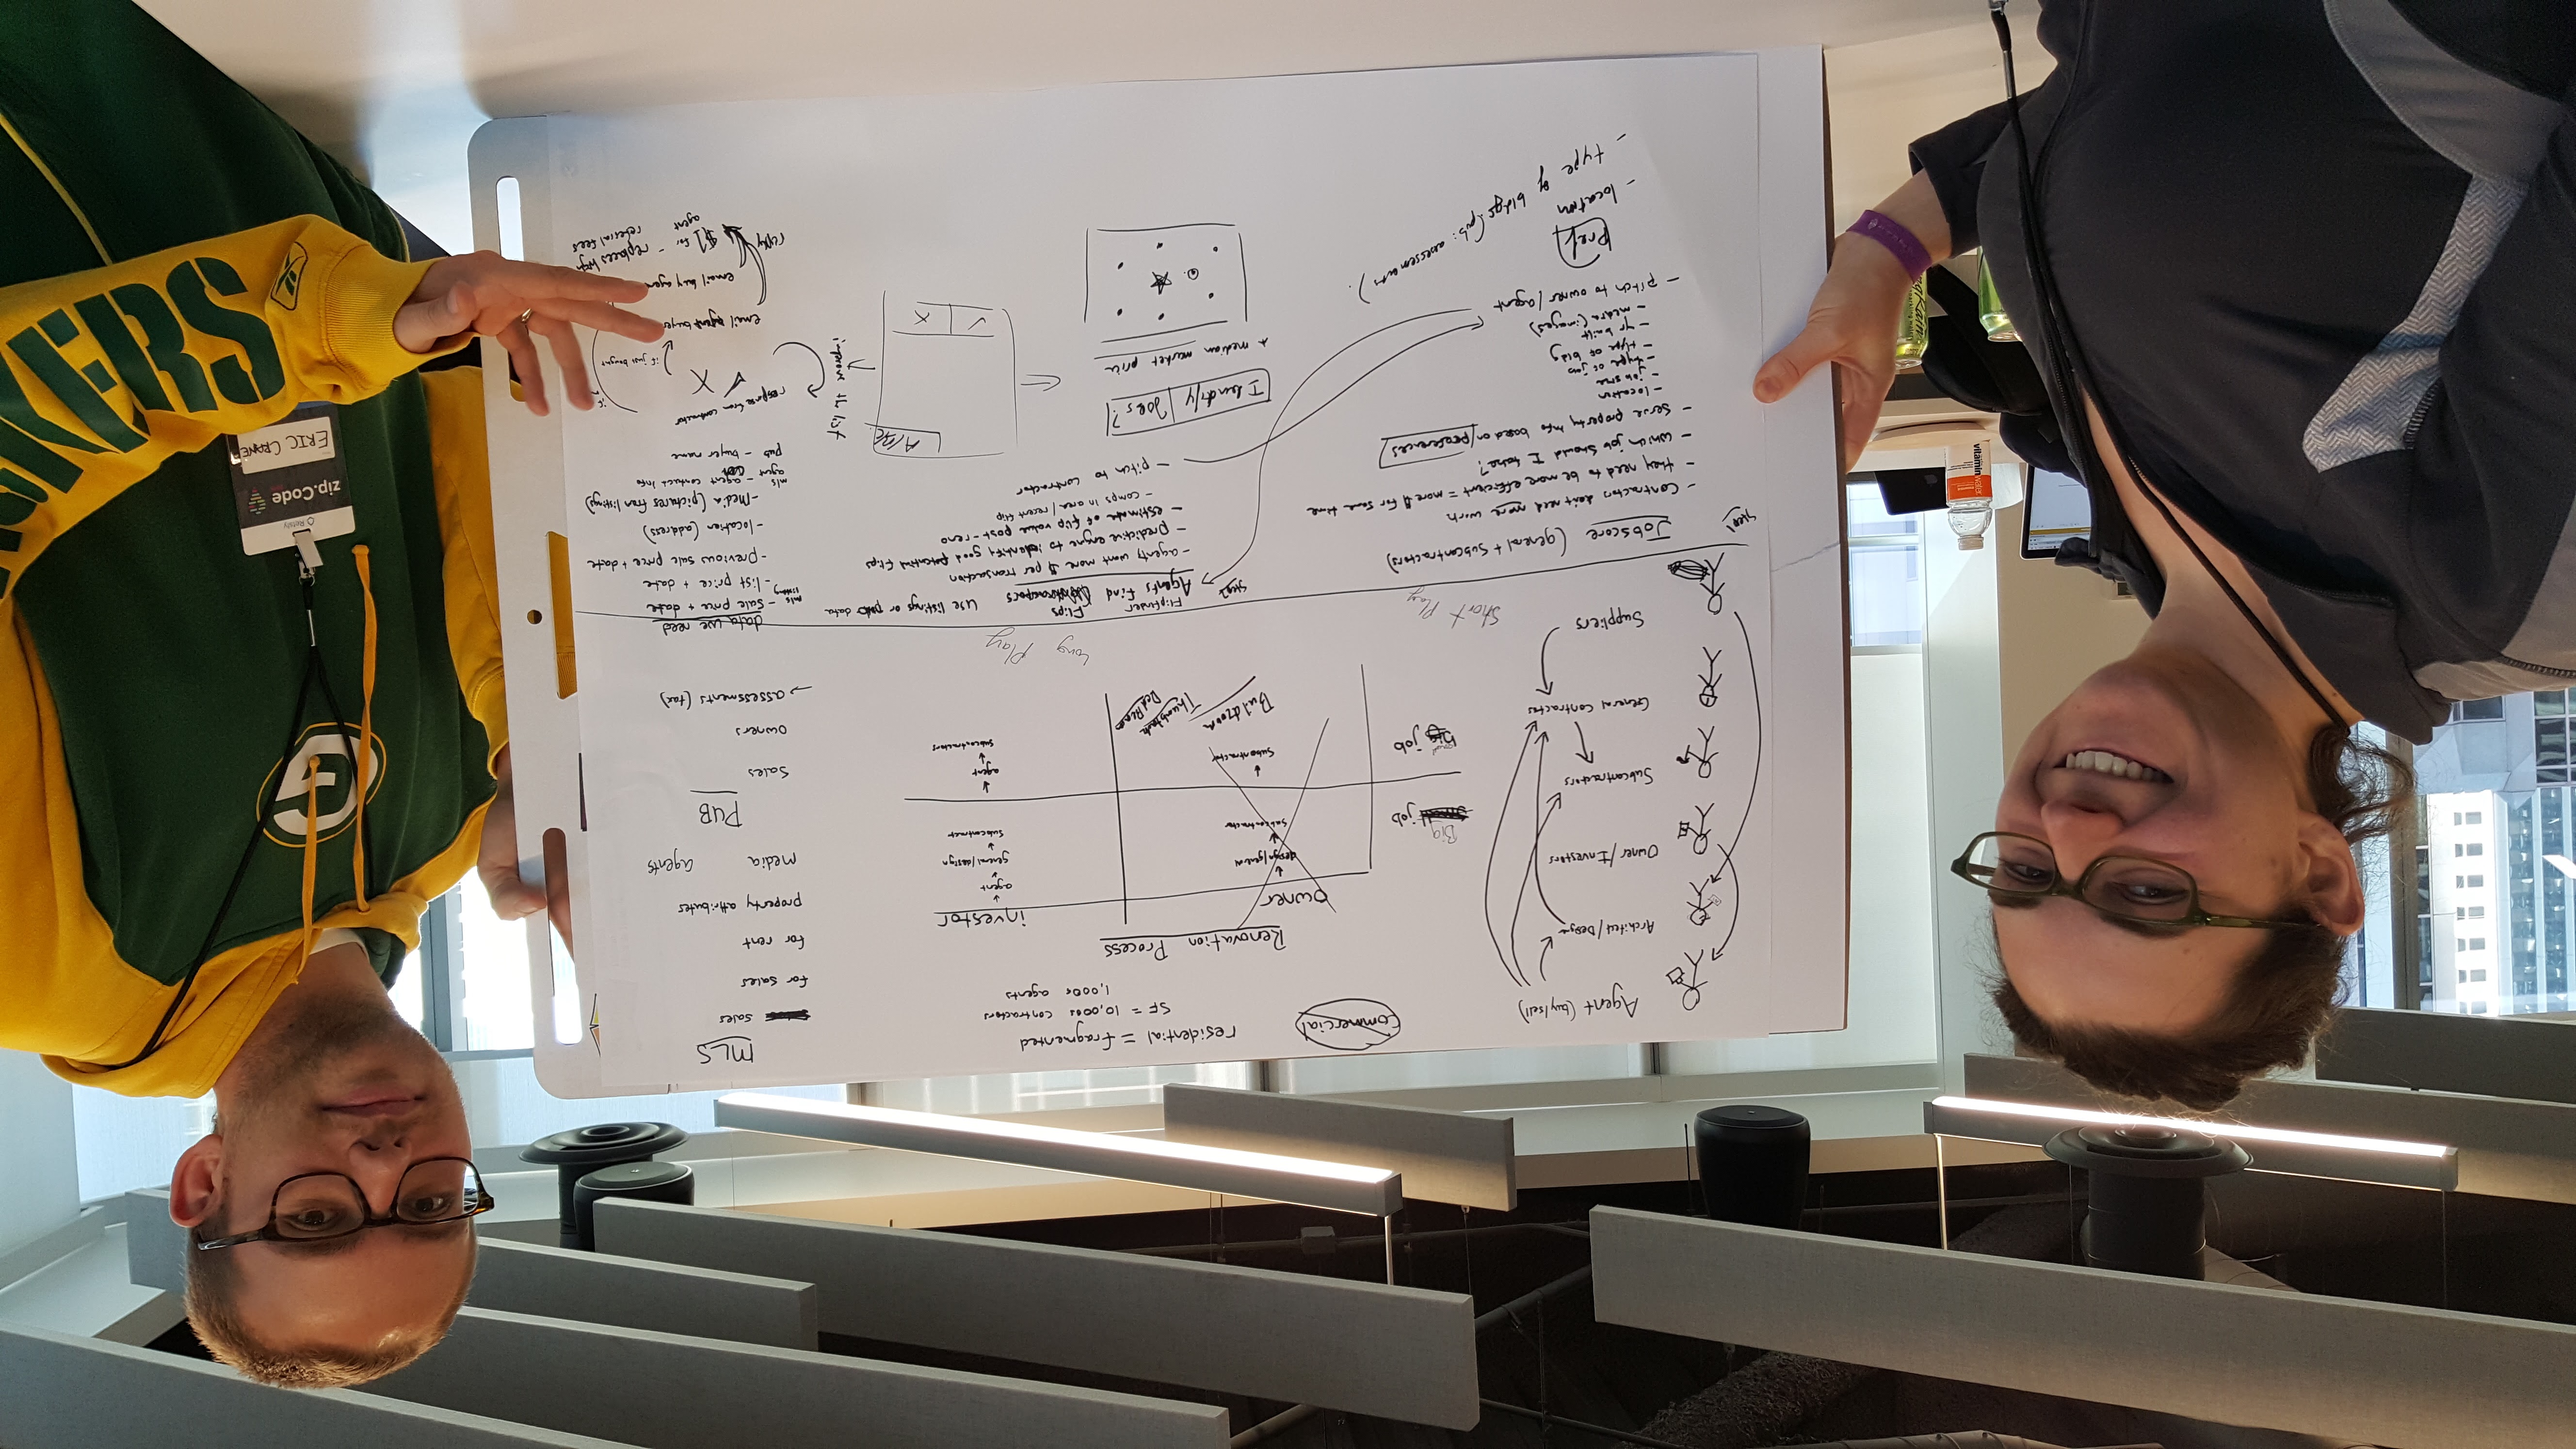 Agent (buy/sell)
Architect/Designer
Owner/Investors
Subcontractors
General Contractor
Suppliers
Commercial
residential = fragmented
SF = 10,000s contractors
1,000s agents
Renovation Process
owner
investor
Big
job
design/general
Subcontractor
agent
general/design
Subcontract
job
Subcontractor
agent
subcontractors
Buildzoom
Thumbtack
Red Beacon
MLS
sales
for sales
for rent
property attributes
media agents
PUB
Sales
owners
→ assessments (tax)
Short Play
Long Play
Step 1
Jobscore (general + Subcontractors)
- Contractors don't need more work
- they need to be more efficient = more $ for same time
- which job should I take?
- Serve property info based on preferences
- location
- job size
- type of job
- type of bldg
- yr built
- media (images)
- pitch to owner/agent
Pref
- location
- type of bldgs (pub: assessments).
Step 2
Flipfinder Flips
Agents find
Use listings or pub data
- agents want more $ per transaction
- predictive engine to identify good potential flips
- estimate of flip value post-reno
- comps in area / recent flip
- pitch to contractor
Identify Jobs?
+ median market price
A/
✓ X
data we need
mls listing
- Sale price + date
- list price + date
- previous sale price + date
- location (address)
- Media (pictures from listings)
mls agent - agent contact info
pub - buyer name
response from contractor
✓ X
if
if just bought
email buyer
email buy agent
reply
$1 for agent
- replaces high referral fees
vitaminwater
G
Retsly
zip.Code
ERIC CRANE